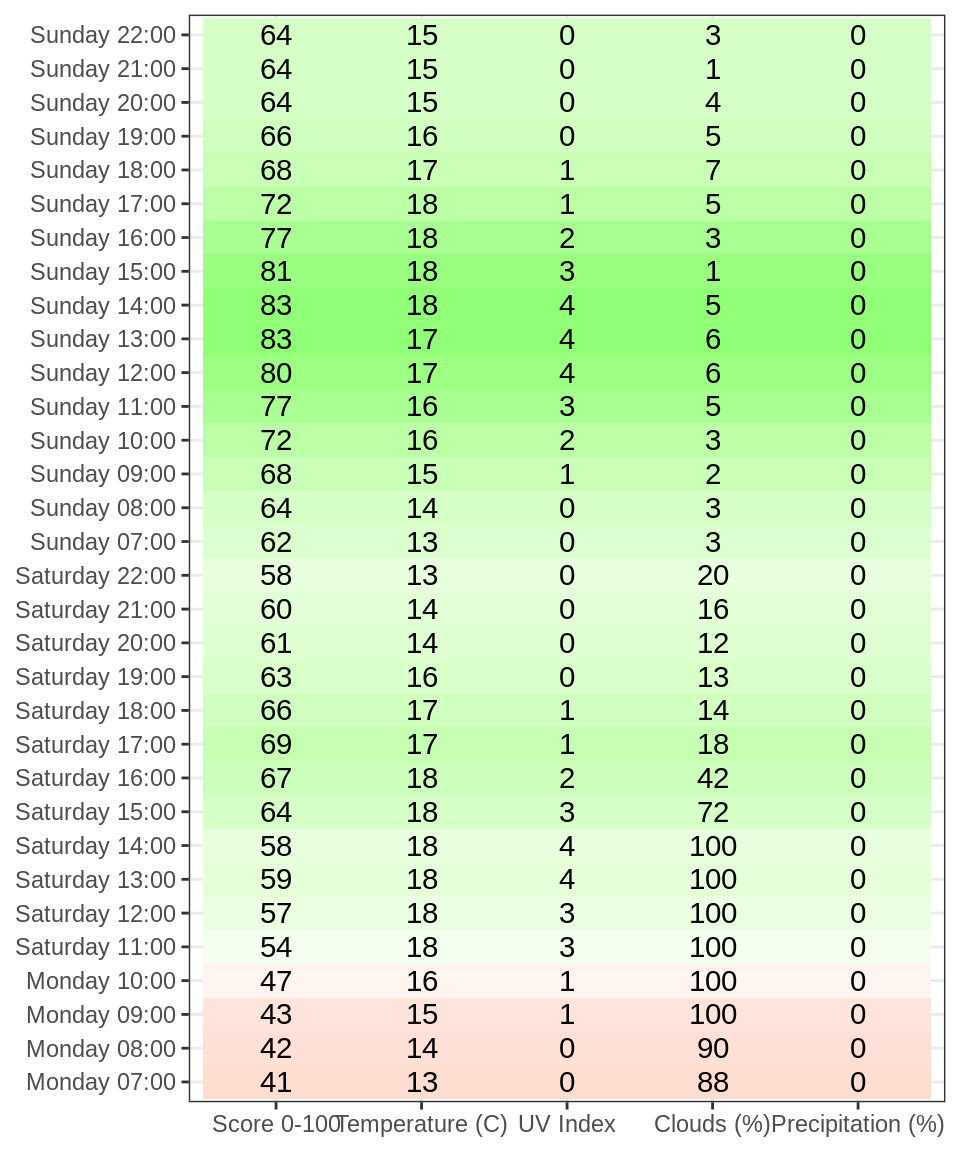 Sunday 22:00 64 15 0 3 0
Sunday 21:00 64 15 0 1 0
Sunday 20:00 64 15 0 4 0
Sunday 19:00 66 16 0 5 0
Sunday 18:00 68 17 1 7 0
Sunday 17:00 72 18 1 5 0
Sunday 16:00 77 18 2 3 0
Sunday 15:00 81 18 3 1 0
Sunday 14:00 83 18 4 5 0
Sunday 13:00 83 17 4 6 0
Sunday 12:00 80 17 4 6 0
Sunday 11:00 77 16 3 5 0
Sunday 10:00 72 16 2 3 0
Sunday 09:00 68 15 1 2 0
Sunday 08:00 64 14 0 3 0
Sunday 07:00 62 13 0 3 0
Saturday 22:00 58 13 0 20 0
Saturday 21:00 60 14 0 16 0
Saturday 20:00 61 14 0 12 0
Saturday 19:00 63 16 0 13 0
Saturday 18:00 66 17 1 14 0
Saturday 17:00 69 17 1 18 0
Saturday 16:00 67 18 2 42 0
Saturday 15:00 64 18 3 72 0
Saturday 14:00 58 18 4 100 0
Saturday 13:00 59 18 4 100 0
Saturday 12:00 57 18 3 100 0
Saturday 11:00 54 18 3 100 0
Monday 10:00 47 16 1 100 0
Monday 09:00 43 15 1 100 0
Monday 08:00 42 14 0 90 0
Monday 07:00 41 13 0 88 0
Score 0-100 Temperature (C) UV Index Clouds (%) Precipitation (%)